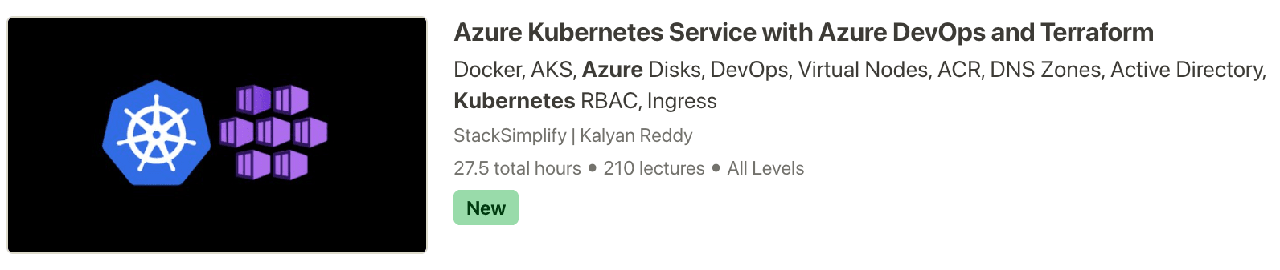 Azure Kubernetes Service with Azure DevOps and Terraform
Docker, AKS, Azure Disks, DevOps, Virtual Nodes, ACR, DNS Zones, Active Directory,
Kubernetes RBAC, Ingress
StackSimplify | Kalyan Reddy
27.5 total hours • 210 lectures • All Levels
New